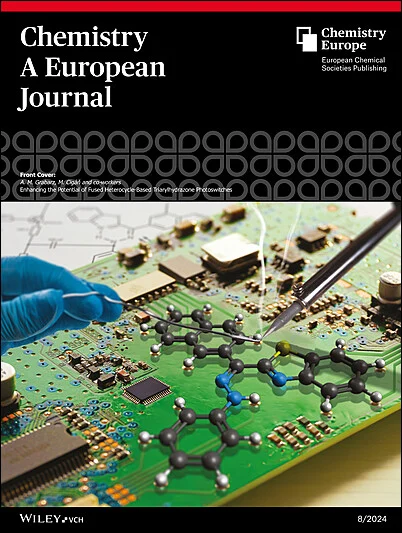 Chemistry
A European
Journal
Chemistry
Europe
European Chemical
Societies Publishing
Front Cover:
A. M. Grabarz, M. Cigáň and co-workers
Enhancing the Potential of Fused Heterocycle-Based Triarylhydrazone Photoswitches
WILEY-VCH
8/2024